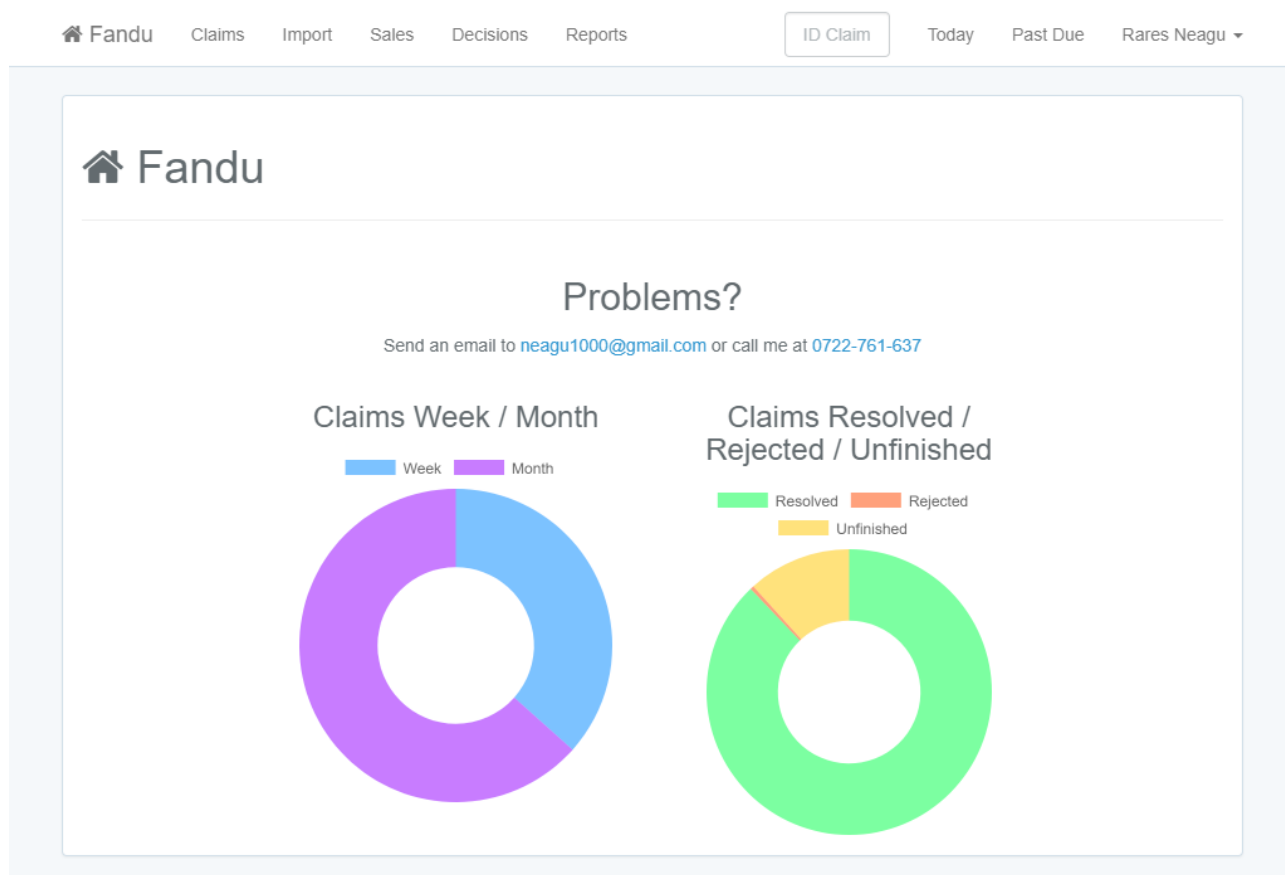 Fandu Claims Import Sales Decisions Reports ID Claim Today Past Due Rares Neagu
Fandu
Problems?
Send an email to neagu1000@gmail.com or call me at 0722-761-637
Claims Week / Month
Week Month
Claims Resolved /
Rejected / Unfinished
Resolved Rejected
Unfinished